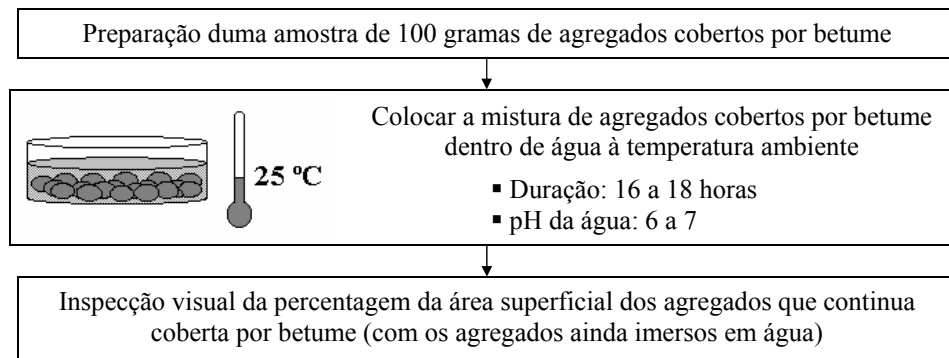 Preparação duma amostra de 100 gramas de agregados cobertos por betume
25 ºC
Colocar a mistura de agregados cobertos por betume
dentro de água à temperatura ambiente
▪ Duração: 16 a 18 horas
▪ pH da água: 6 a 7
Inspecção visual da percentagem da área superficial dos agregados que continua
coberta por betume (com os agregados ainda imersos em água)